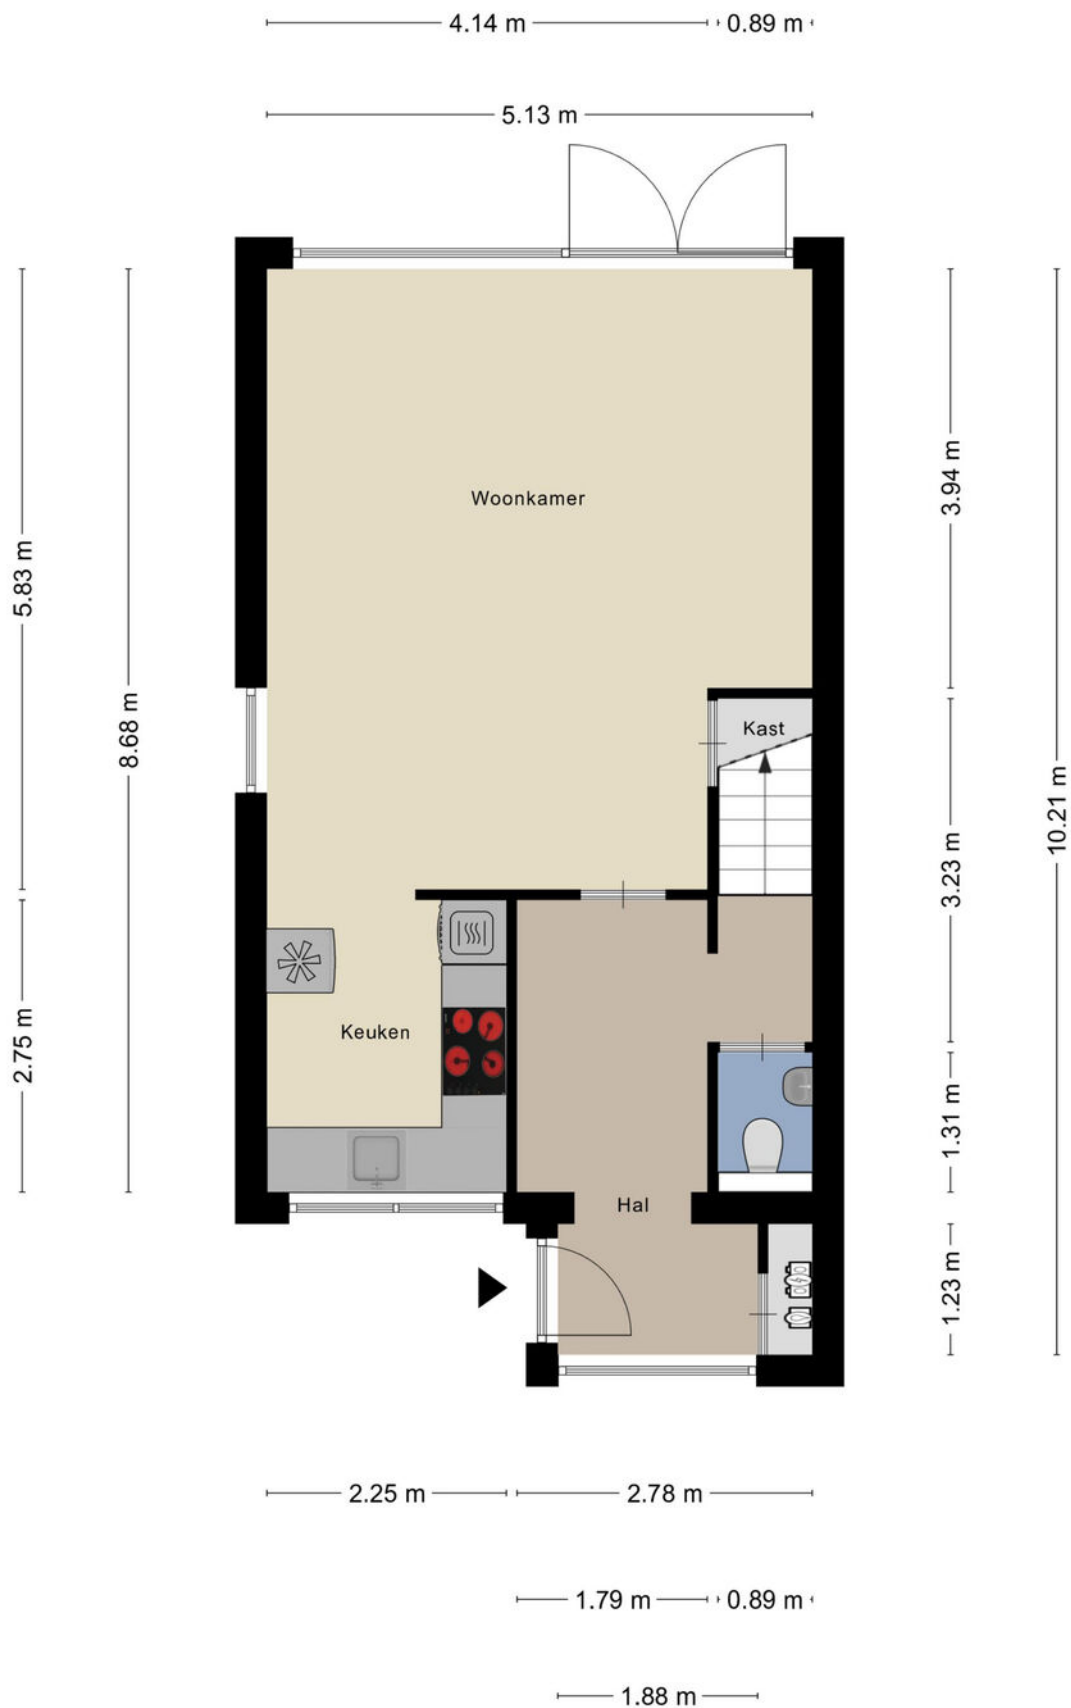 4.14 m 0.89 m
5.13 m
Woonkamer
3.94 m
5.83 m
8.68 m
Kast
10.21 m
3.23 m
Keuken
2.75 m
1.31 m
Hal
1.23 m
2.25 m 2.78 m
1.79 m 0.89 m
1.88 m